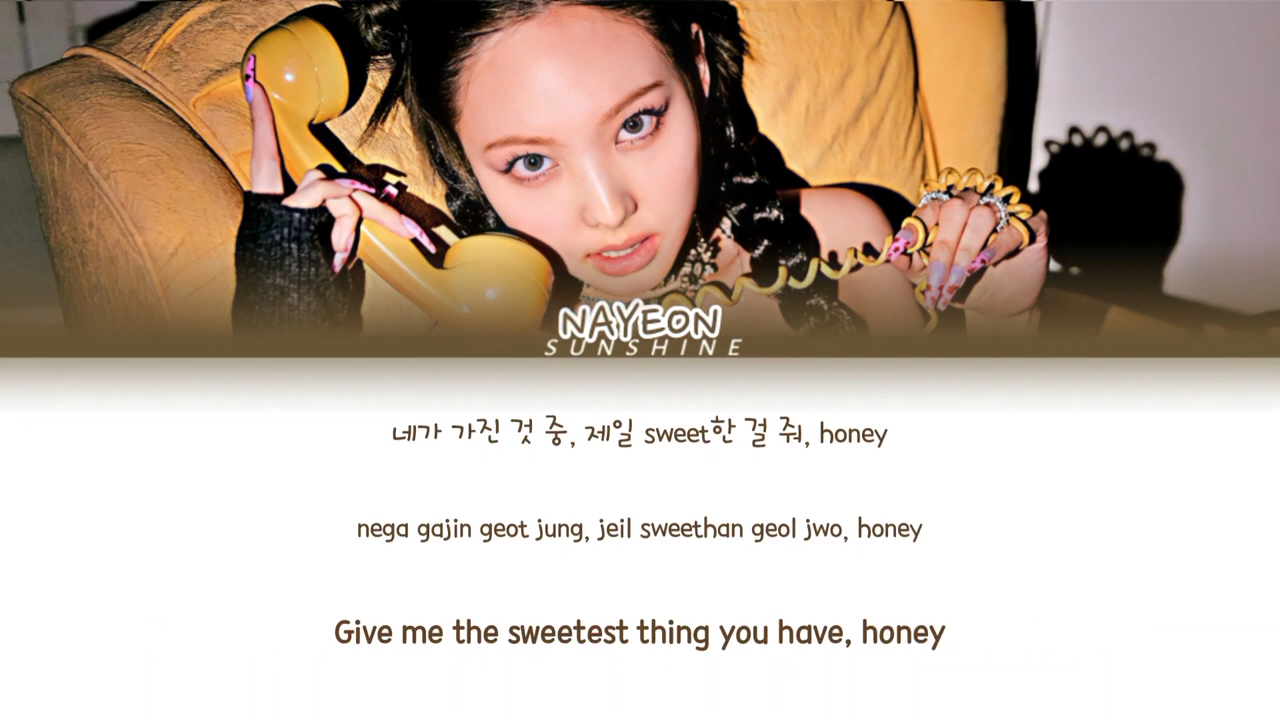 NAYEON
SUNSHINE
네가 가진 것 중, 제일 sweet한 걸 줘, honey
nega gajin geot jung, jeil sweethan geol jwo, honey
Give me the sweetest thing you have, honey